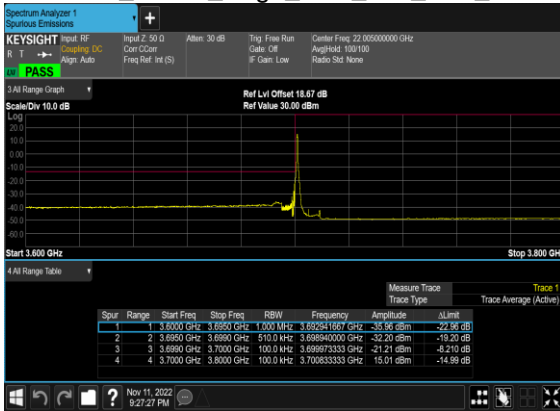 Spectrum Analyzer 1
Spurious Emissions
KEYSIGHT Input: RF Input Z: 50 Ω Atten: 30 dB Trig: Free Run Center Freq: 22.005000000 GHz
R T Coupling: DC Corr CCorr Gate: Off Avg|Hold: 100/100
Align: Auto Freq Ref: Int (S) IF Gain: Low Radio Std: None
PASS
3 All Range Graph Ref Lvl Offset 18.67 dB
Scale/Div 10.0 dB Ref Value 30.00 dBm
Log
20.0
10.0
0.00
-10.0
-20.0
-30.0
-40.0
-50.0
-60.0
Start 3.600 GHz Stop 3.800 GH
4 All Range Table
Measure Trace Trace 1
Trace Type Trace Average (Active)
Spur Range Start Freq Stop Freq RBW Frequency Amplitude ΔLimit
1 1 3.6000 GHz 3.6950 GHz 1.000 MHz 3.692941667 GHz -35.96 dBm -22.96 dB
2 2 3.6950 GHz 3.6990 GHz 510.0 kHz 3.698940000 GHz -32.20 dBm -19.20 dB
3 3 3.6990 GHz 3.7000 GHz 100.0 kHz 3.699973333 GHz -21.21 dBm -8.210 dB
4 4 3.7000 GHz 3.8000 GHz 100.0 kHz 3.700833333 GHz 15.01 dBm -14.99 dB
? Nov 11, 2022
9:27:27 PM